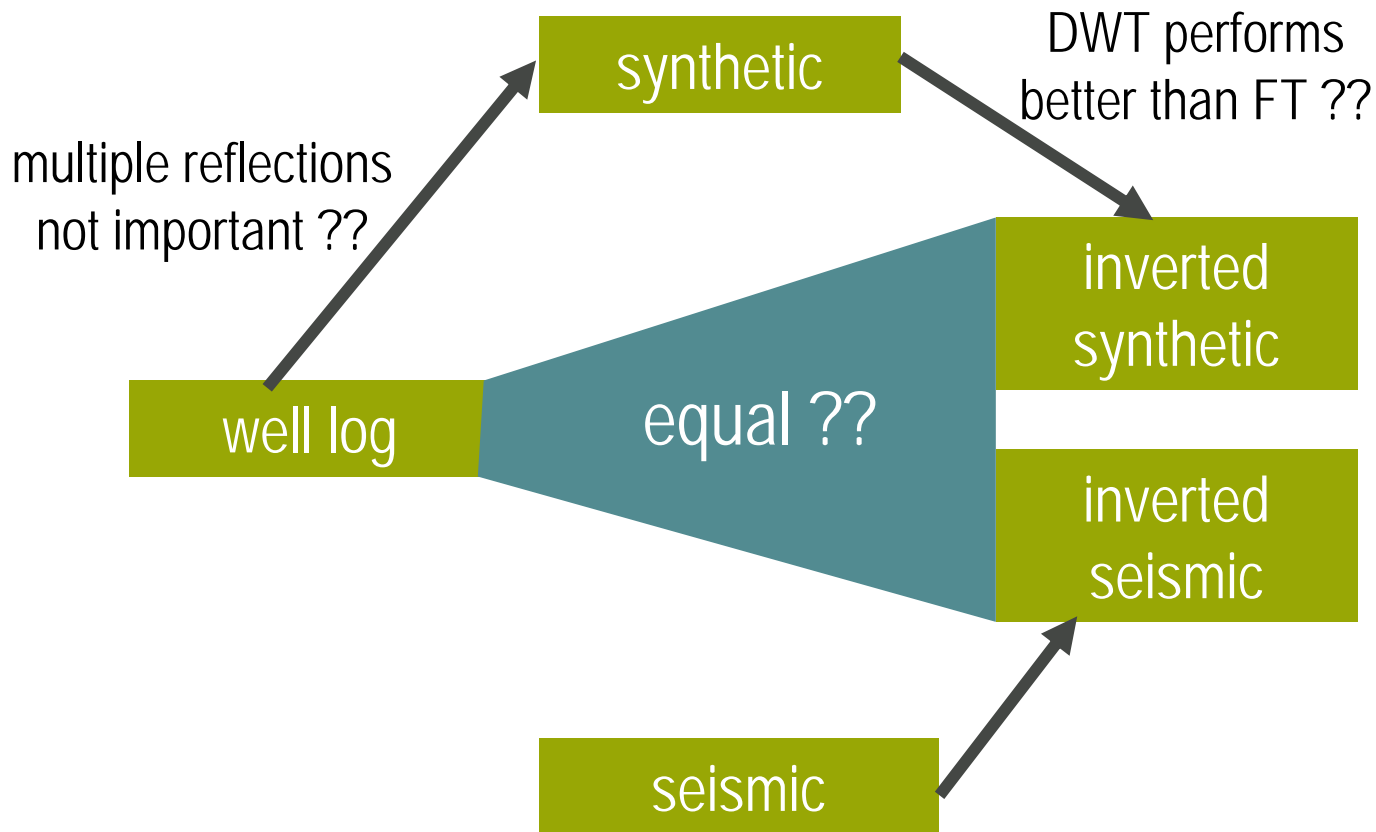 synthetic
DWT performs
better than FT ??
multiple reflections
not important ??
inverted
synthetic
well log
equal ??
inverted
seismic
seismic